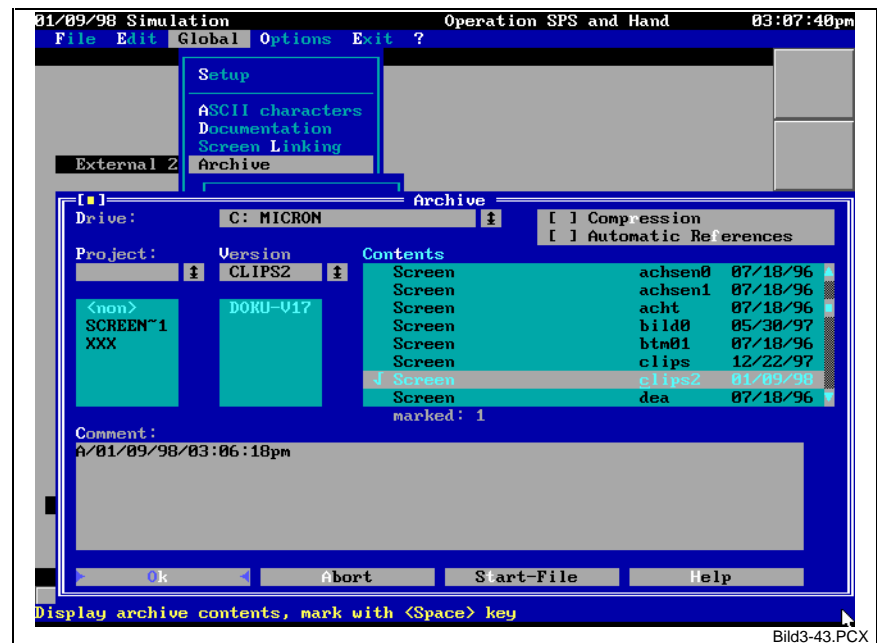 01/09/98 Simulation Operation SPS and Hand 03:07:40pm
File Edit Global Options Exit ?
Setup
ASCII characters
Documentation
Screen Linking
External 2 Archive
[■] Archive
Drive: C: MICRON [ ] Compression
[ ] Automatic References
Project: Version Contents
CLIPS2 Screen achsen0 07/18/96
Screen achsen1 07/18/96
<non> DOKU-V17 Screen acht 07/18/96
SCREEN~1 Screen bild0 05/30/97
XXX Screen btm01 07/18/96
Screen clips 12/22/97
√ Screen clips2 01/09/98
Screen dea 07/18/96
marked: 1
Comment:
A/01/09/98/03:06:18pm
Ok Abort Start-File Help
Display archive contents, mark with <Space> key
Bild3-43.PCX